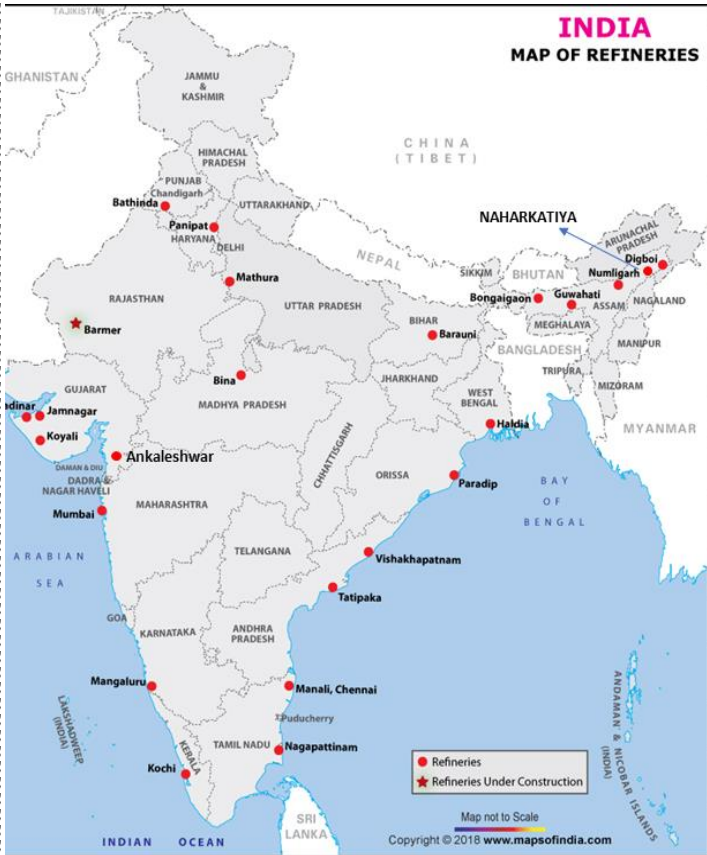 TAJIKISTAN
INDIA
MAP OF REFINERIES
GHANISTAN
JAMMU
&
KASHMIR
CHINA
(TIBET)
HIMACHAL
PRADESH
PUNJAB
Chandigarh
Bathinda
UTTARAKHAND
Panipat
HARYANA
DELHI
NAHARKATIYA
ARUNACHAL
PRADESH
Digboi
NEPAL
SIKKIM
BHUTAN
Numligarh
Mathura
RAJASTHAN
UTTAR PRADESH
Bongaigaon
Guwahati
ASSAM
NAGALAND
Barmer
BIHAR
Barauni
MEGHALAYA
MANIPUR
BANGLADESH
Bina
JHARKHAND
TRIPURA
MIZORAM
GUJARAT
MADHYA PRADESH
WEST
BENGAL
dinar
Jamnagar
Haldia
MYANMAR
Koyali
Ankaleshwar
CHHATTISGARH
DAMAN & DIU
DADRA &
NAGAR HAVELI
ORISSA
Paradip
BAY
OF
BENGAL
MAHARASHTRA
Mumbai
ARABIAN
SEA
TELANGANA
Vishakhapatnam
Tatipaka
GOA
KARNATAKA
ANDHRA
PRADESH
Mangaluru
Manali, Chennai
LAKSHADWEEP
(INDIA)
Puducherry
ANDAMAN & NICOBAR ISLANDS
(INDIA)
KERALA
TAMIL NADU
Nagapattinam
Kochi
Refineries
Refineries Under Construction
SRI
LANKA
Map not to Scale
INDIAN OCEAN
Copyright © 2018 www.mapsofindia.com